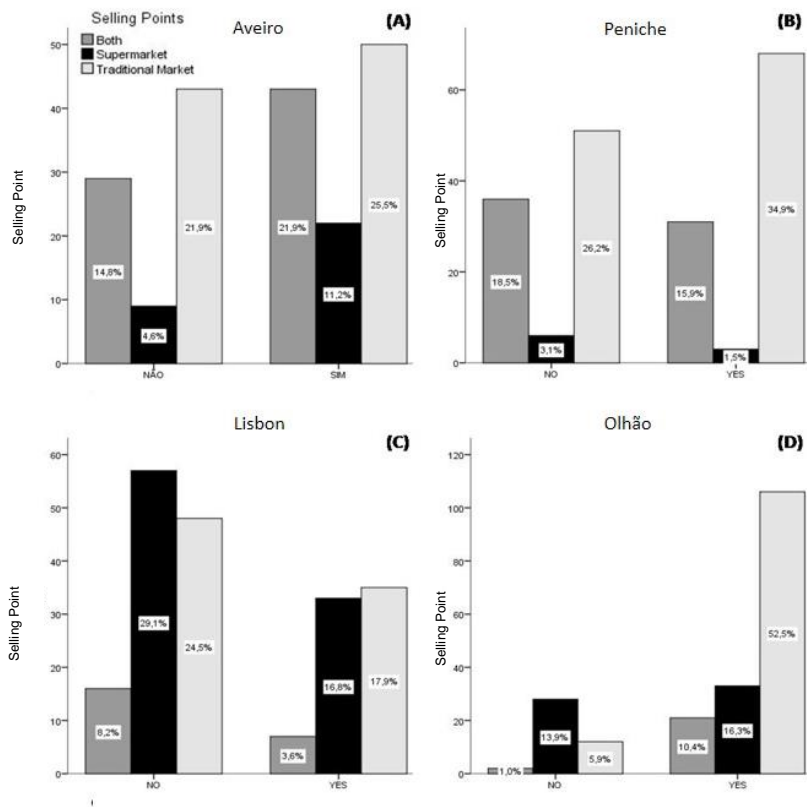 Selling Points
Both
Supermarket
Traditional Market
Aveiro
(A)
Selling Point
50
40
30
20
10
0
14,8%
4,6%
21,9%
21,9%
11,2%
25,5%
NÃO
SIM
Peniche
(B)
Selling Point
60
40
20
0
18,5%
3,1%
26,2%
15,9%
1,5%
34,9%
NO
YES
Lisbon
(C)
Selling Point
60
50
40
30
20
10
0
8,2%
29,1%
24,5%
3,6%
16,8%
17,9%
NO
YES
Olhão
(D)
Selling Point
120
100
80
60
40
20
0
1,0%
13,9%
5,9%
10,4%
16,3%
52,5%
NO
YES